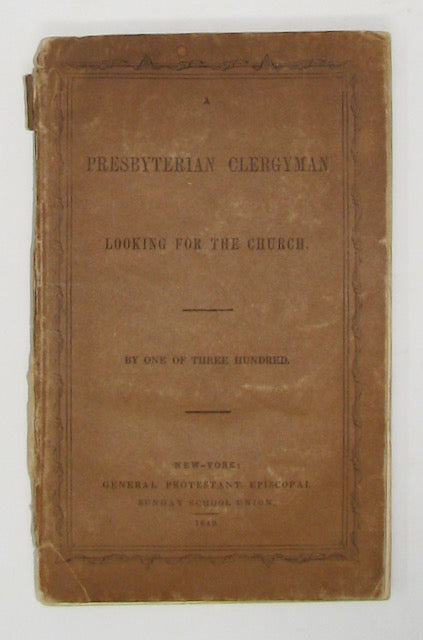 A
PRESBYTERIAN CLERGYMAN
LOOKING FOR THE CHURCH.
BY ONE OF THREE HUNDRED.
NEW-YORK:
GENERAL PROTESTANT EPISCOPAL
SUNDAY SCHOOL UNION.
1849